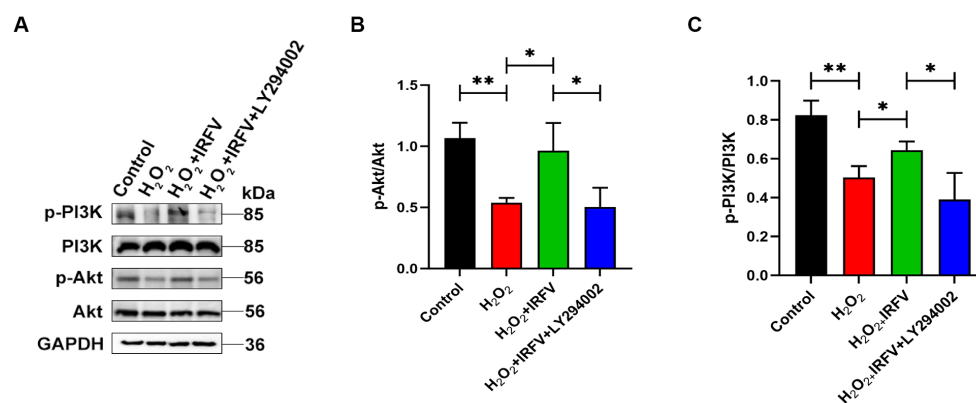 A
Control
H₂O₂
H₂O₂+IRFV
H₂O₂+IRFV+LY294002
kDa
p-PI3K
85
PI3K
85
p-Akt
56
Akt
56
GAPDH
36
B
*
**
*
p-Akt/Akt
1.5
1.0
0.5
0.0
Control
H₂O₂
H₂O₂+IRFV
H₂O₂+IRFV+LY294002
C
**
*
*
p-PI3K/PI3K
1.0
0.8
0.6
0.4
0.2
0.0
Control
H₂O₂
H₂O₂+IRFV
H₂O₂+IRFV+LY294002